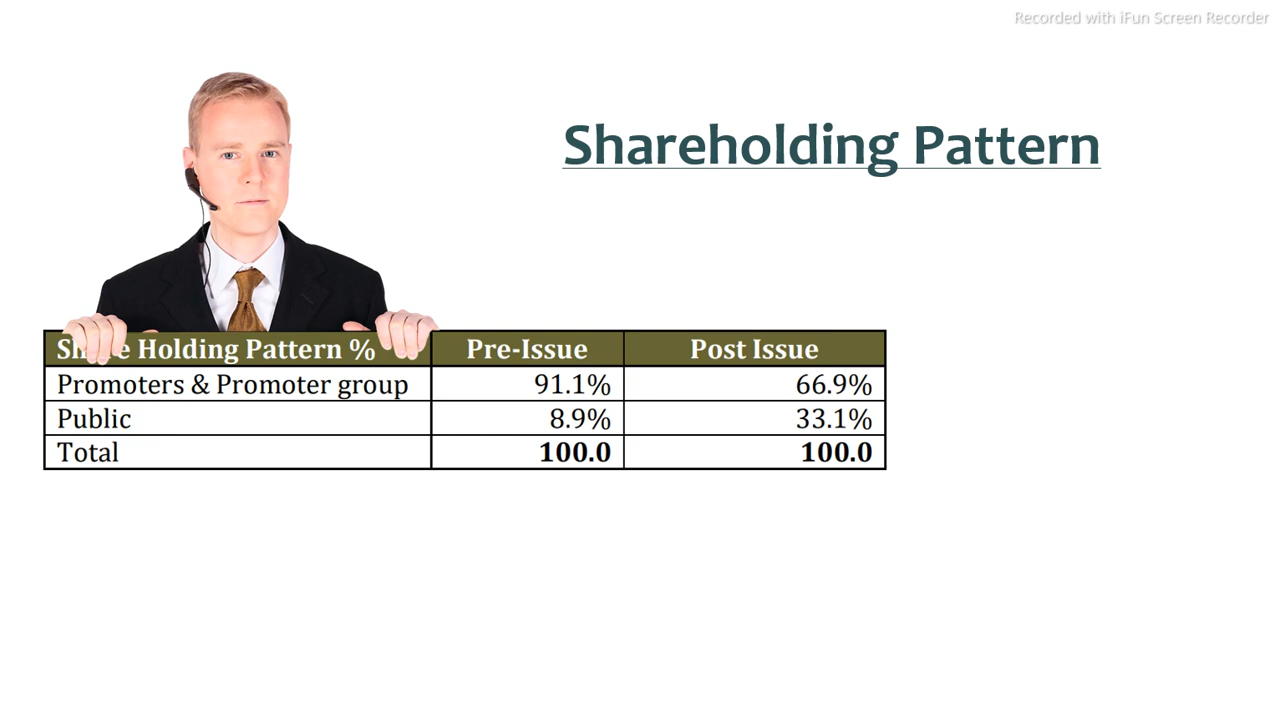 Recorded with iFun Screen Recorder
Shareholding Pattern
Share Holding Pattern % Pre-Issue Post Issue
Promoters & Promoter group 91.1% 66.9%
Public 8.9% 33.1%
Total 100.0 100.0